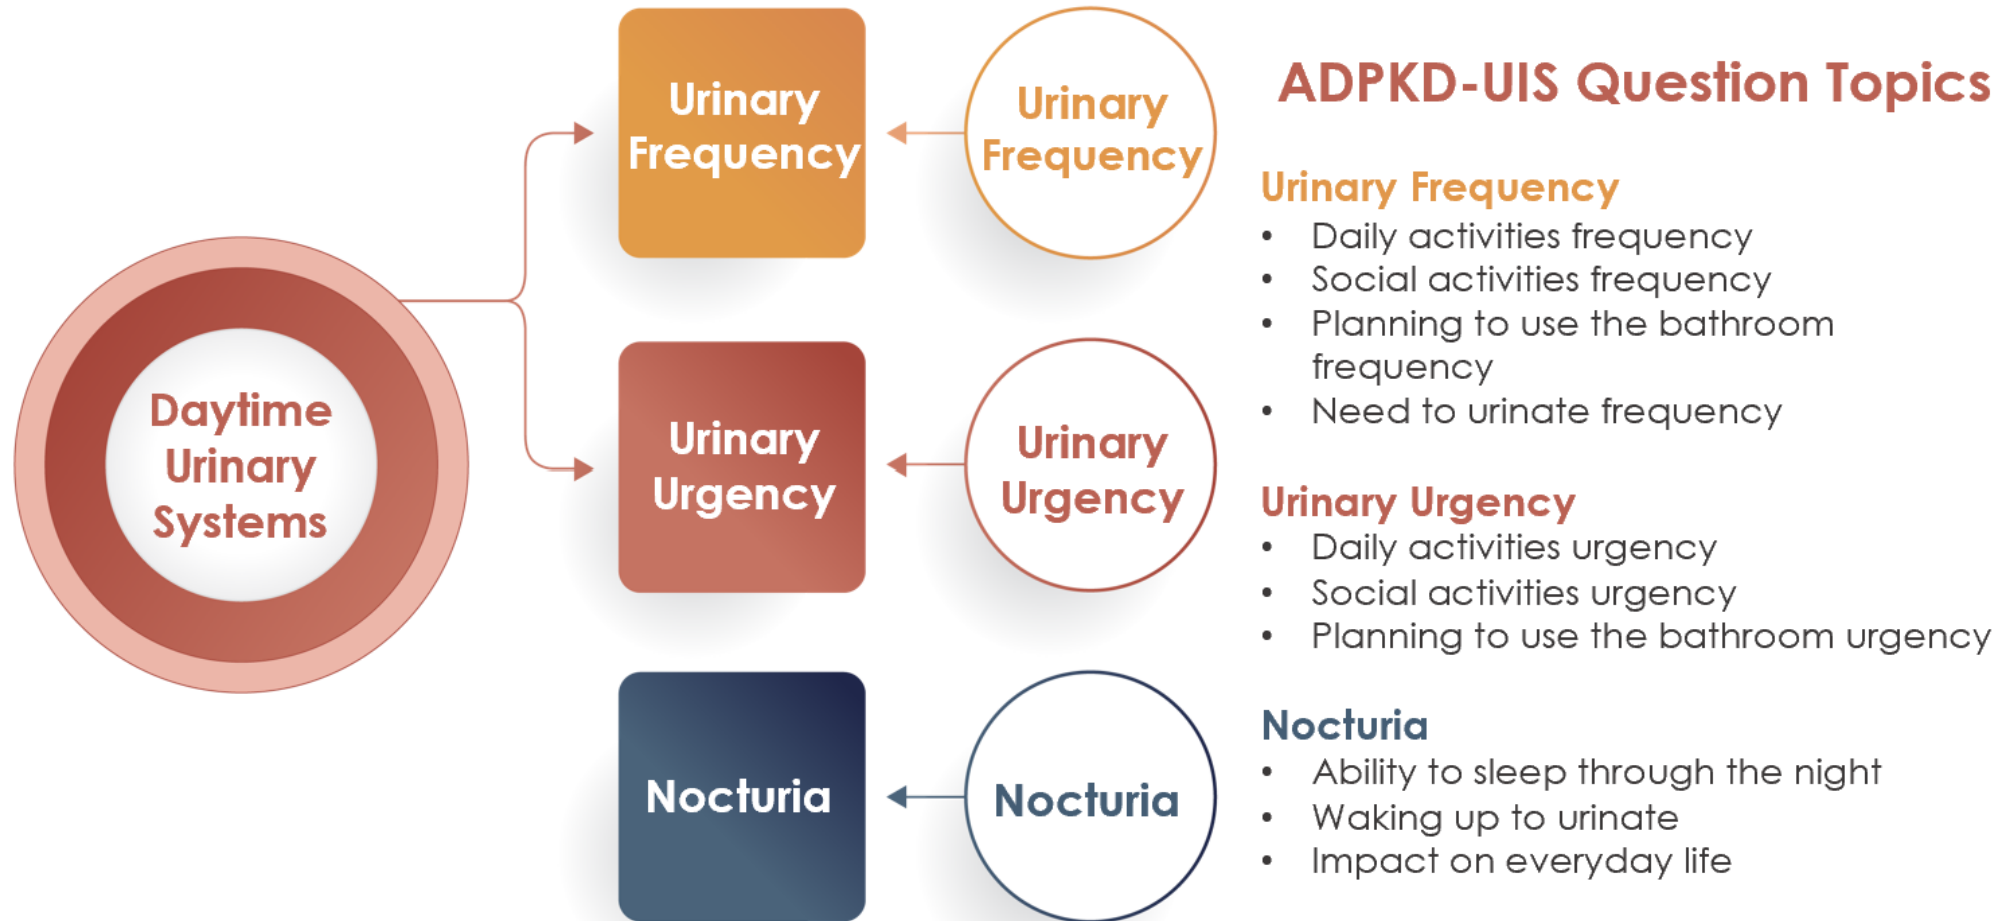 Daytime
Urinary
Systems
Urinary
Frequency
Urinary
Urgency
Nocturia
Urinary
Frequency
Urinary
Urgency
Nocturia
ADPKD-UIS Question Topics
Urinary Frequency
• Daily activities frequency
• Social activities frequency
• Planning to use the bathroom
frequency
• Need to urinate frequency
Urinary Urgency
• Daily activities urgency
• Social activities urgency
• Planning to use the bathroom urgency
Nocturia
• Ability to sleep through the night
• Waking up to urinate
• Impact on everyday life